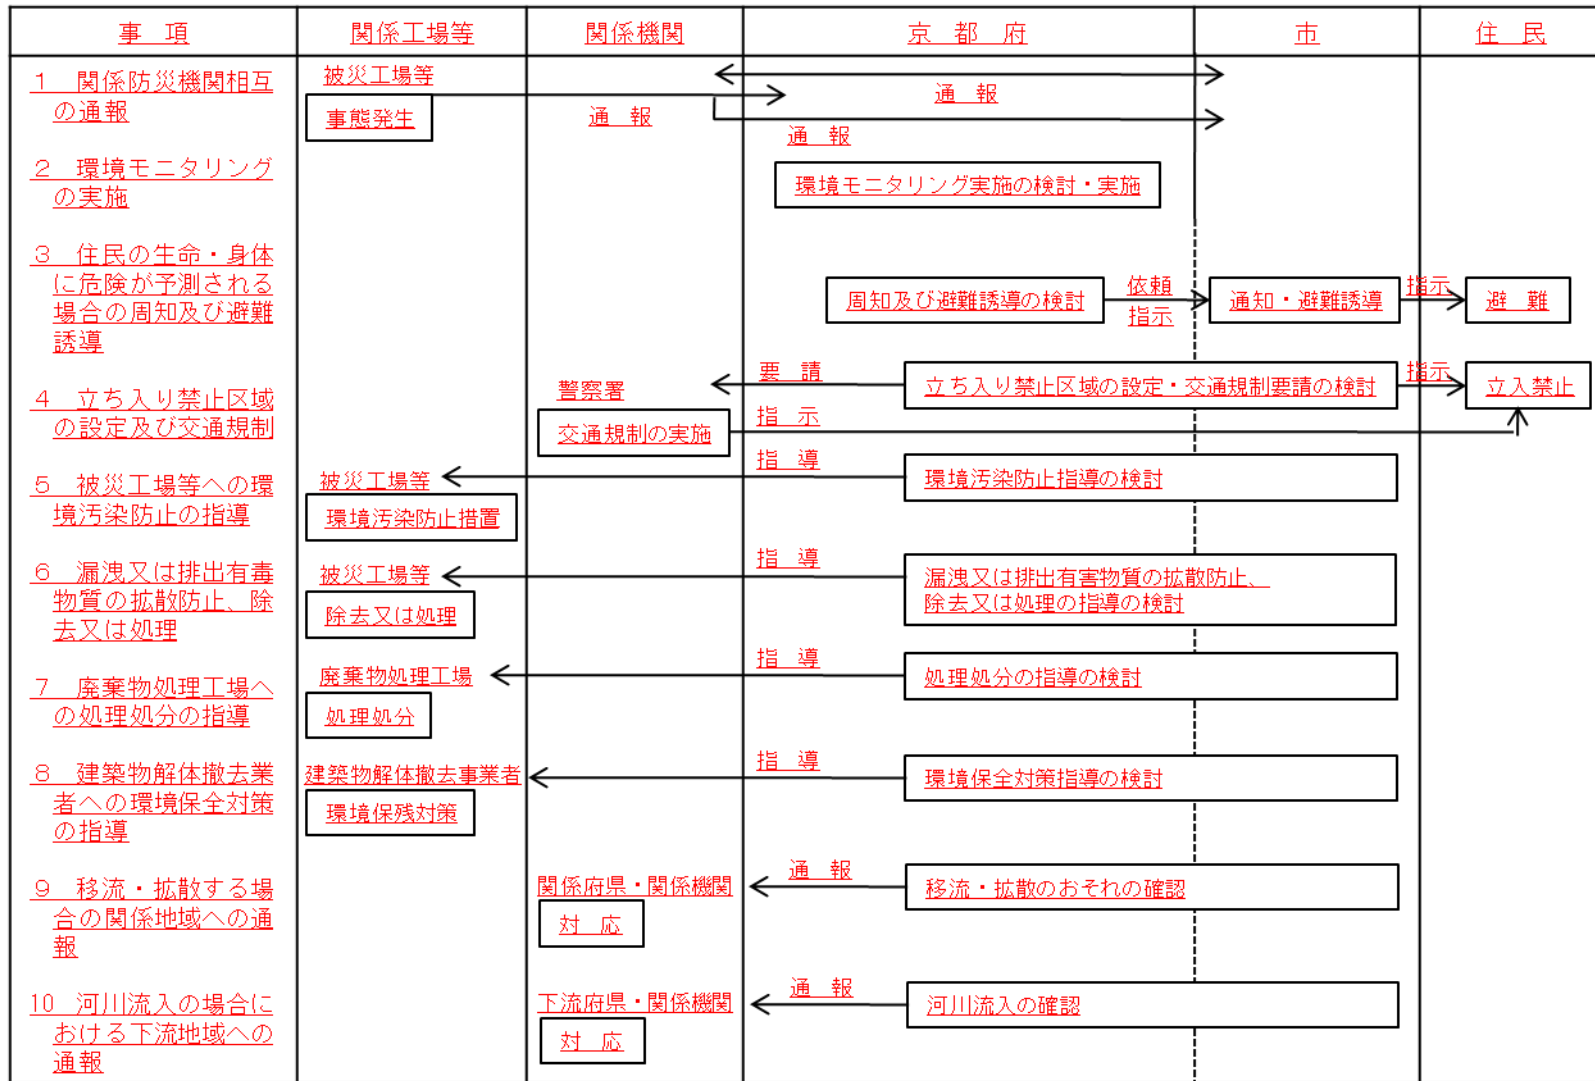 事　項
関係工場等
関係機関
京　都　府
市
住　民
１　関係防災機関相互
の通報
被災工場等
事態発生
通　報
通　報
通　報
２　環境モニタリング
の実施
環境モニタリング実施の検討・実施
３　住民の生命・身体
に危険が予測される
場合の周知及び避難
誘導
周知及び避難誘導の検討
依頼
指示
通知・避難誘導
指示
避　難
４　立ち入り禁止区域
の設定及び交通規制
警察署
交通規制の実施
要　請
指　示
立ち入り禁止区域の設定・交通規制要請の検討
指示
立入禁止
５　被災工場等への環
境汚染防止の指導
被災工場等
環境汚染防止措置
指　導
環境汚染防止指導の検討
６　漏洩又は排出有毒
物質の拡散防止、除
去又は処理
被災工場等
除去又は処理
指　導
漏洩又は排出有害物質の拡散防止、
除去又は処理の指導の検討
７　廃棄物処理工場へ
の処理処分の指導
廃棄物処理工場
処理処分
指　導
処理処分の指導の検討
８　建築物解体撤去業
者への環境保全対策
の指導
建築物解体撤去事業者
環境保残対策
指　導
環境保全対策指導の検討
９　移流・拡散する場
合の関係地域への通
報
関係府県・関係機関
対　応
通　報
移流・拡散のおそれの確認
10　河川流入の場合に
おける下流地域への
通報
下流府県・関係機関
対　応
通　報
河川流入の確認